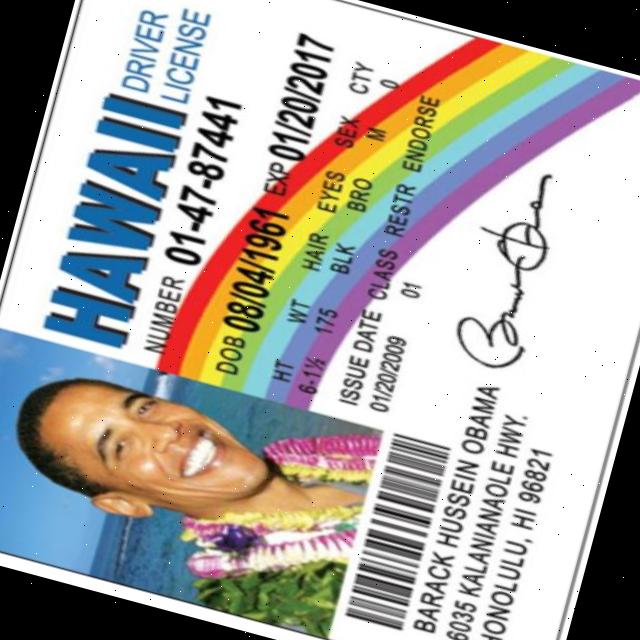 HAWAII
DRIVER
LICENSE
NUMBER 01-47-87441
DOB 08/04/1961 EXP 01/20/2017
HT WT HAIR EYES SEX CTY
6-1½ 175 BLK BRO M 0
ISSUE DATE CLASS RESTR ENDORSE
01/20/2009 01
BARACK HUSSEIN OBAMA
6035 KALANIANAOLE HWY.
HONOLULU, HI 96821